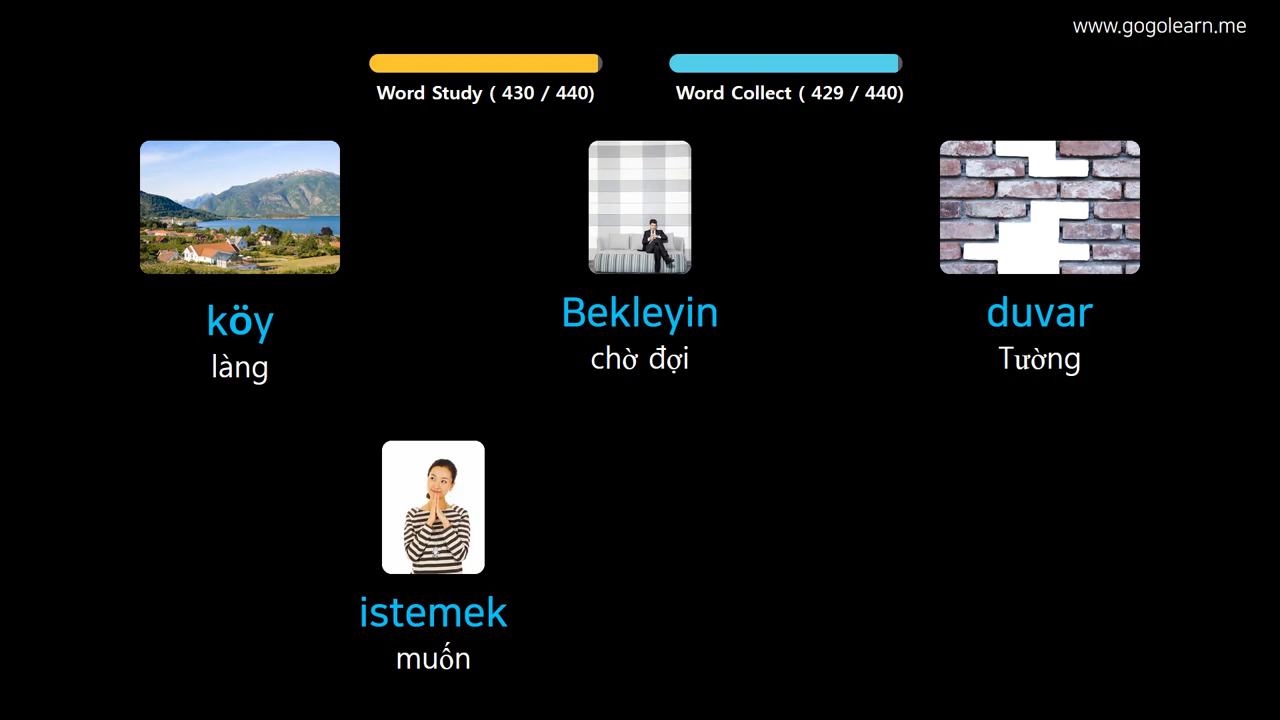 www.gogolearn.me
Word Study ( 430 / 440)
Word Collect ( 429 / 440)
köy
làng
Bekleyin
chờ đợi
duvar
Tường
istemek
muốn